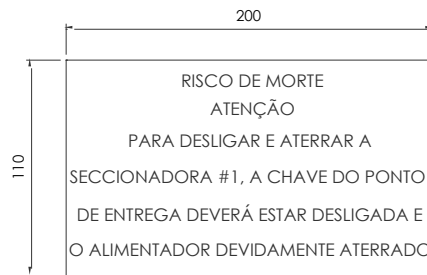 200
110
RISCO DE MORTE
ATENÇÃO
PARA DESLIGAR E ATERRAR A
SECCIONADORA #1, A CHAVE DO PONTO
DE ENTREGA DEVERÁ ESTAR DESLIGADA E
O ALIMENTADOR DEVIDAMENTE ATERRADO